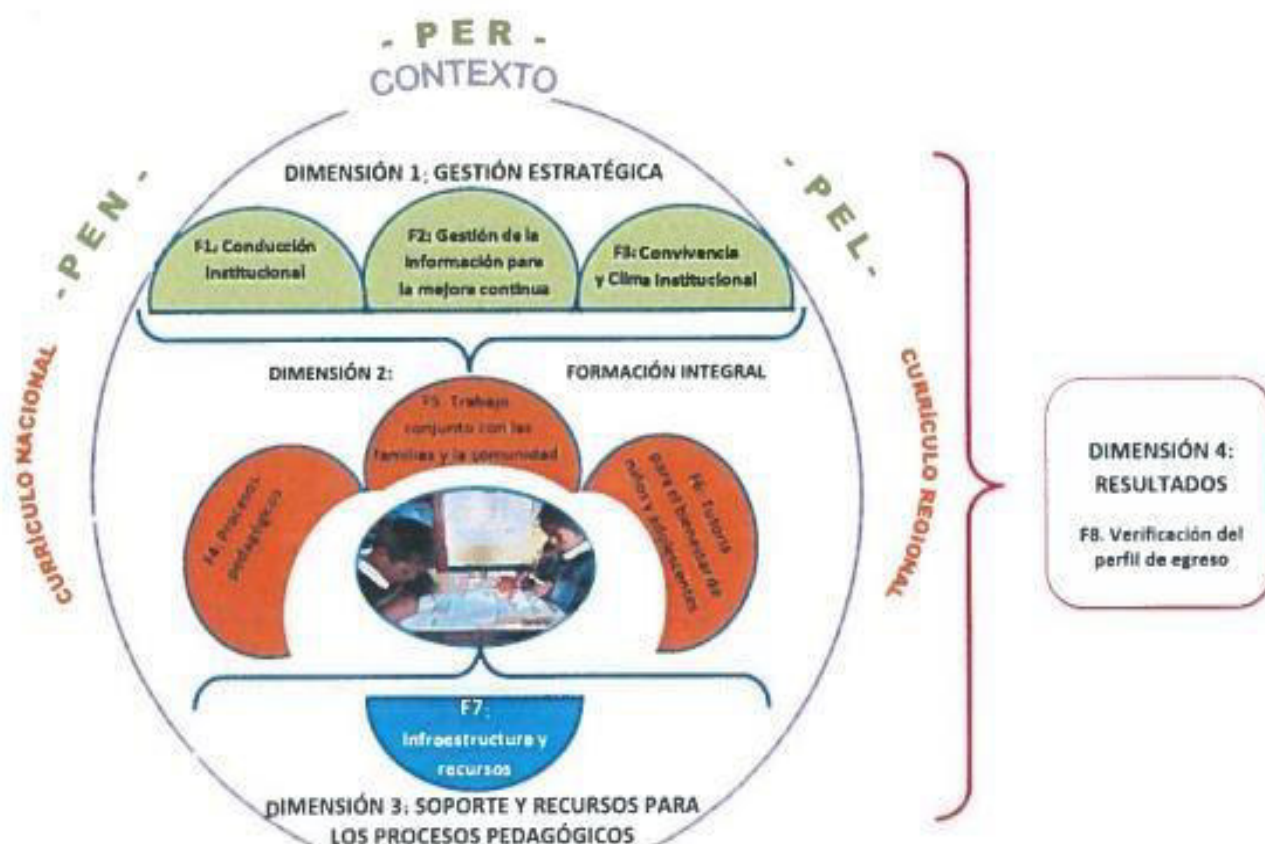 - PER -
CONTEXTO
- PEN -
- PEL -
CURRÍCULO NACIONAL
CURRÍCULO REGIONAL
DIMENSIÓN 1: GESTIÓN ESTRATÉGICA
F1: Conducción
Institucional
F2: Gestión de la
Información para
la mejora continua
F3: Convivencia
y Clima Institucional
DIMENSIÓN 2:
FORMACIÓN INTEGRAL
F4: Procesos
pedagógicos
F5. Trabajo
conjunto con las
familias y la comunidad
F6: Tutoría
para el bienestar de
niños y adolescentes
F7:
Infraestructura y
recursos
DIMENSIÓN 3: SOPORTE Y RECURSOS PARA
LOS PROCESOS PEDAGÓGICOS
DIMENSIÓN 4:
RESULTADOS
F8. Verificación del
perfil de egreso